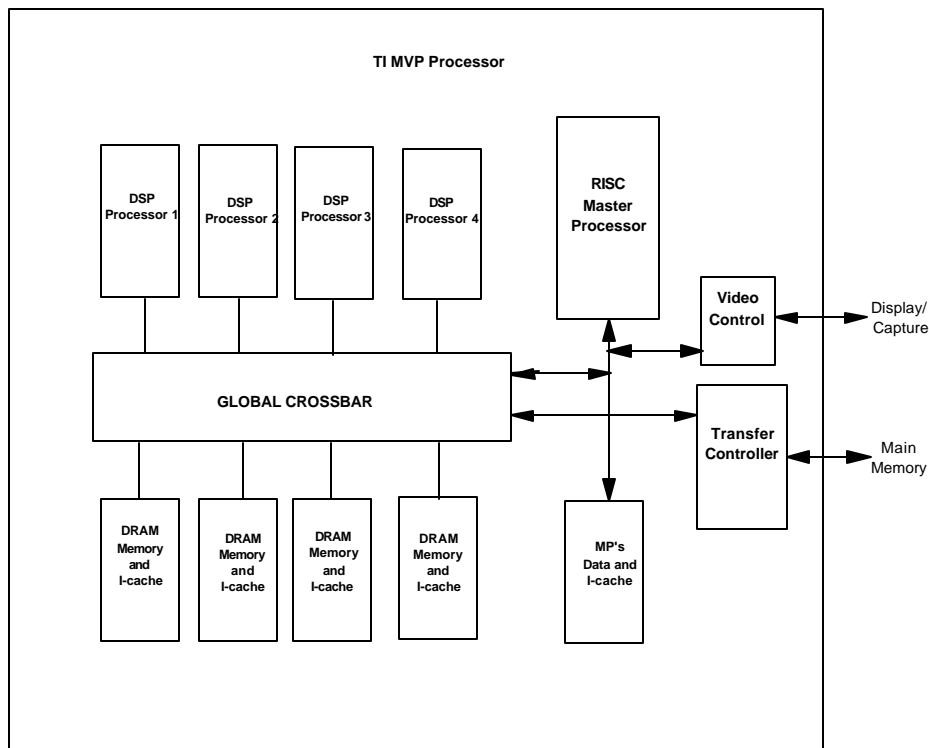 TI MVP Processor
DSP
Processor 1
DSP
Processor 2
DSP
Processor 3
DSP
Processor 4
RISC
Master
Processor
Video
Control
Display/
Capture
GLOBAL CROSSBAR
Transfer
Controller
Main
Memory
DRAM
Memory
and
I-cache
DRAM
Memory
and
I-cache
DRAM
Memory
and
I-cache
DRAM
Memory
and
I-cache
MP's
Data and
I-cache